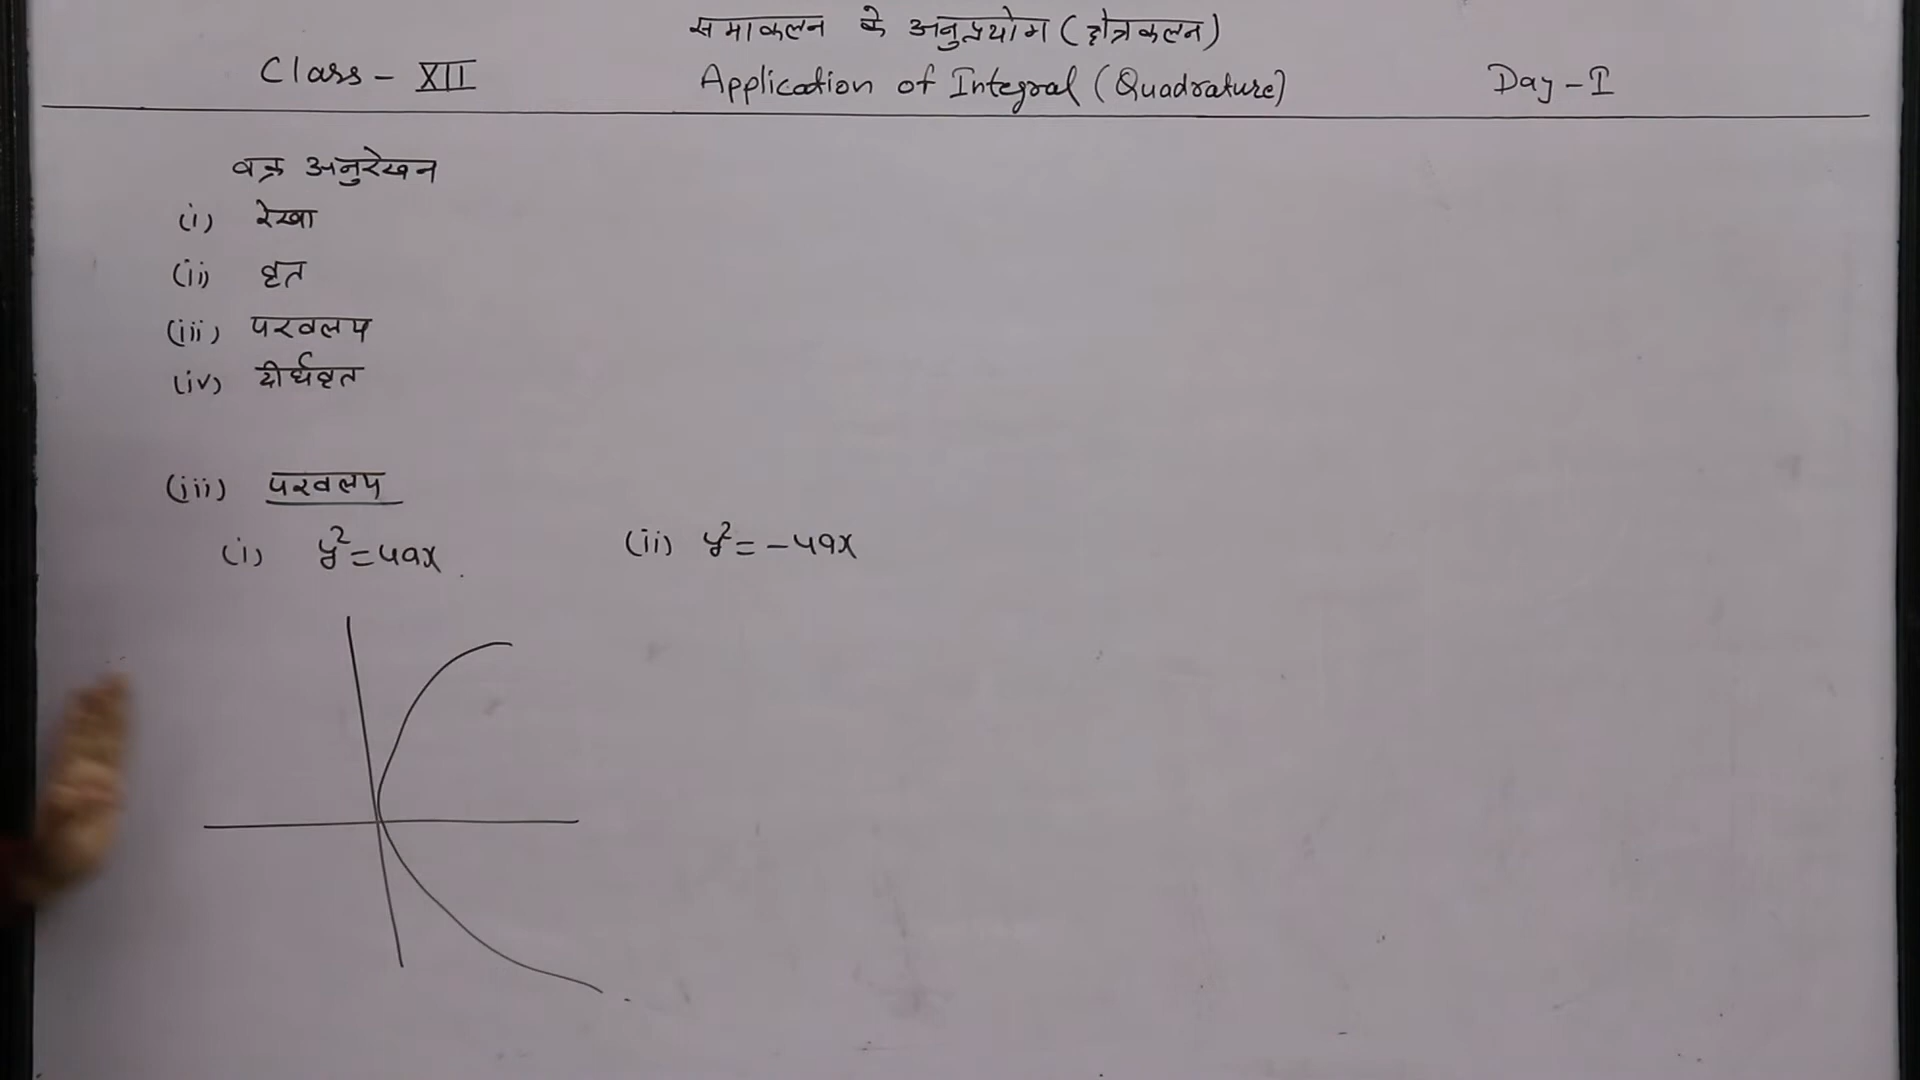 समाकलन के अनुप्रयोग (क्षेत्रकलन)
Class - XII Application of Integral (Quadrature) Day - I
वक्र अनुरेखन
(i) रेखा
(ii) वृत
(iii) परवलय
(iv) दीर्घवृत
(iii) परवलय
(i) y²=4ax (ii) y²=-4ax